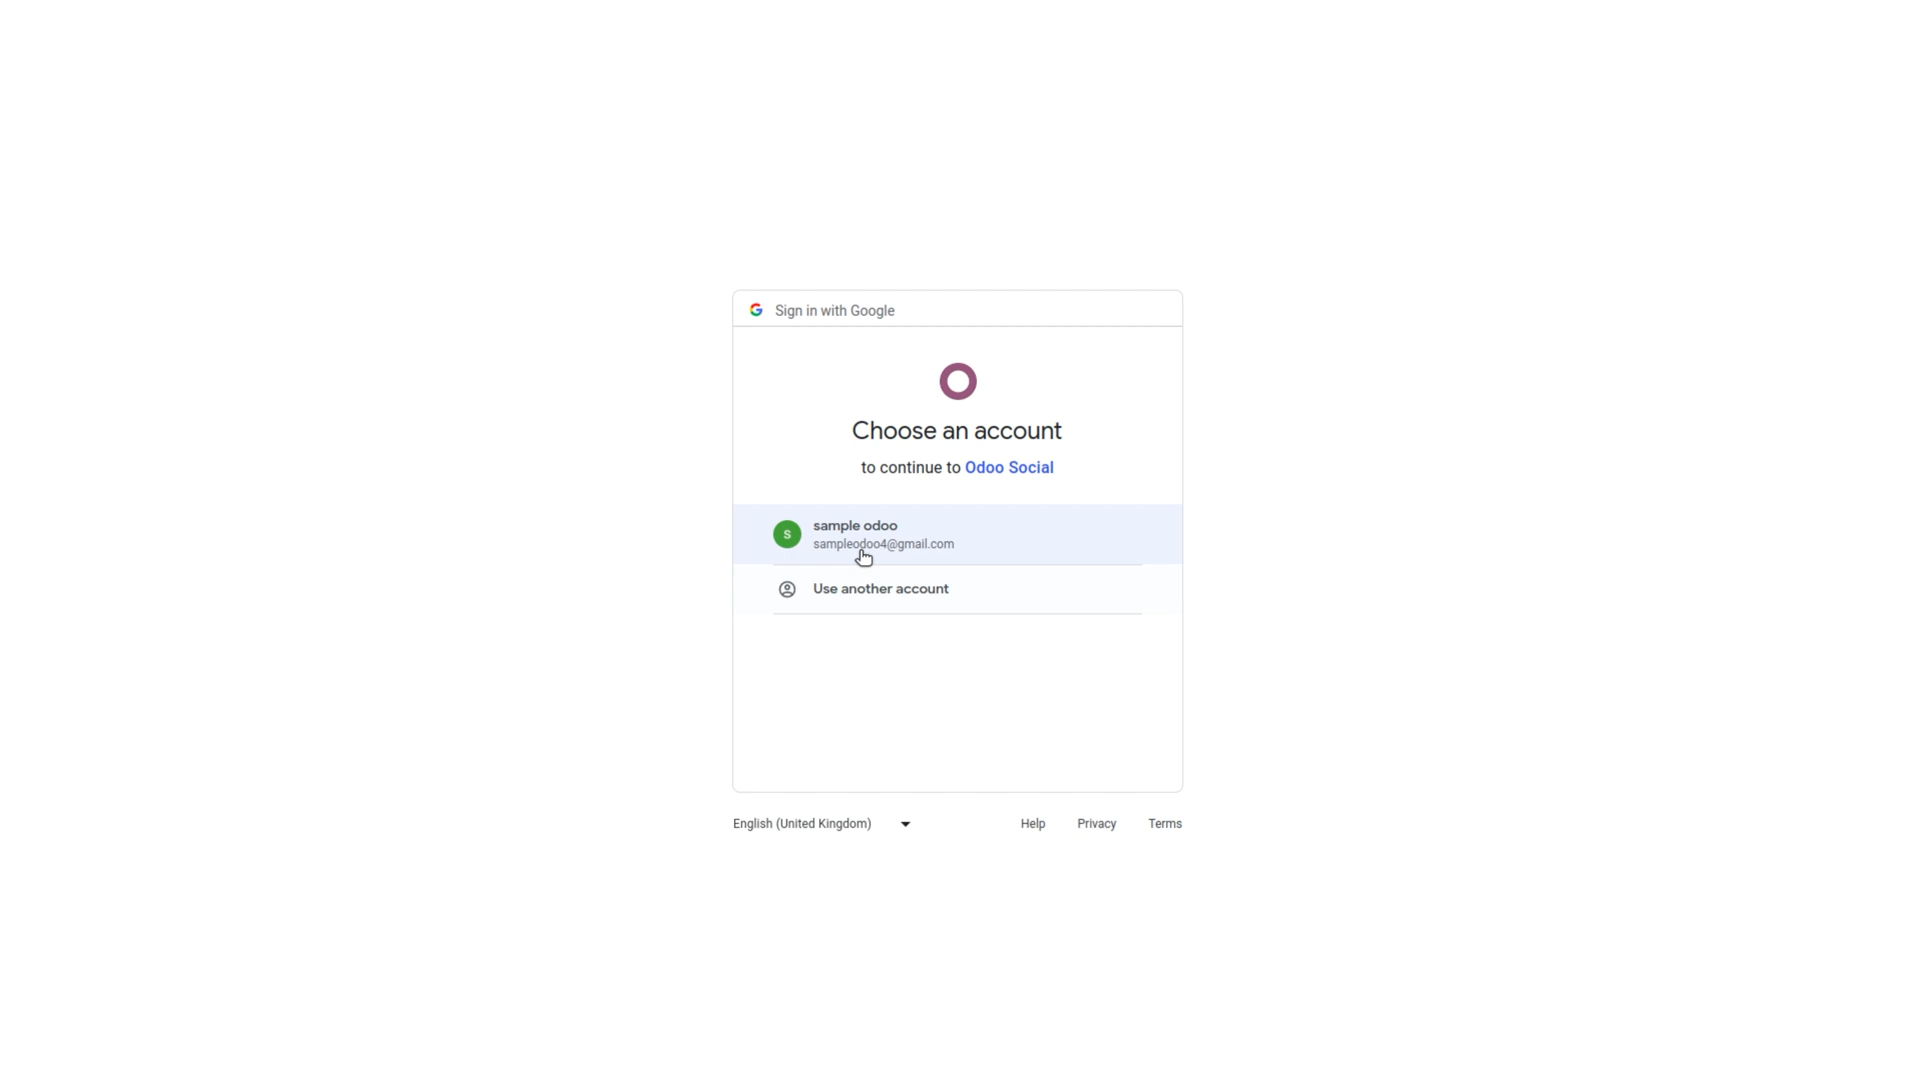 Sign in with Google
Choose an account
to continue to Odoo Social
S
sample odoo
sampleodoo4@gmail.com
Use another account
English (United Kingdom)
Help
Privacy
Terms